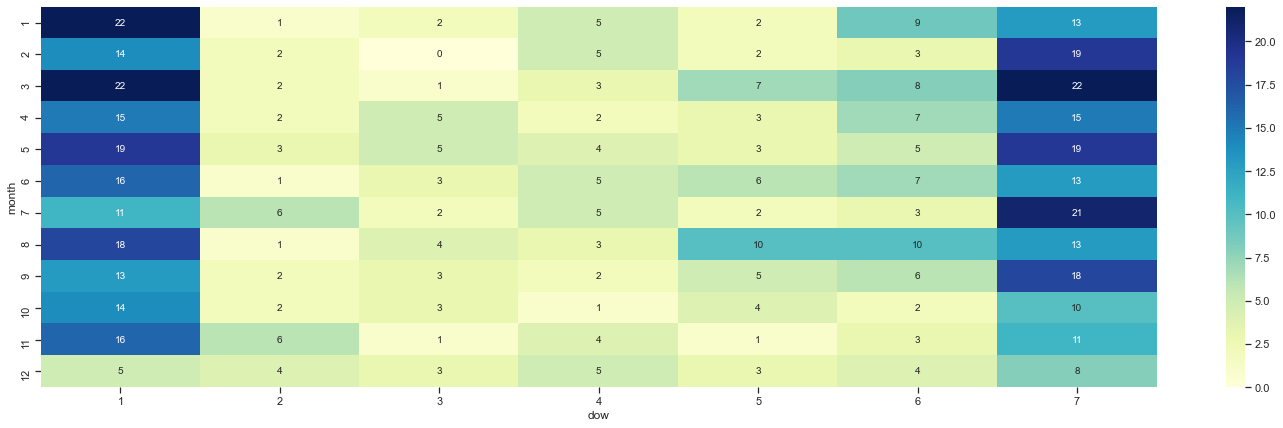 1 22 1 2 5 2 9 13
2 14 2 0 5 2 3 19
3 22 2 1 3 7 8 22
4 15 2 5 2 3 7 15
5 19 3 5 4 3 5 19
6 16 1 3 5 6 7 13
month
7 11 6 2 5 2 3 21
8 18 1 4 3 10 10 13
9 13 2 3 2 5 6 18
10 14 2 3 1 4 2 10
11 16 6 1 4 1 3 11
12 5 4 3 5 3 4 8
1 2 3 4 5 6 7
dow
20.0
17.5
15.0
12.5
10.0
7.5
5.0
2.5
0.0